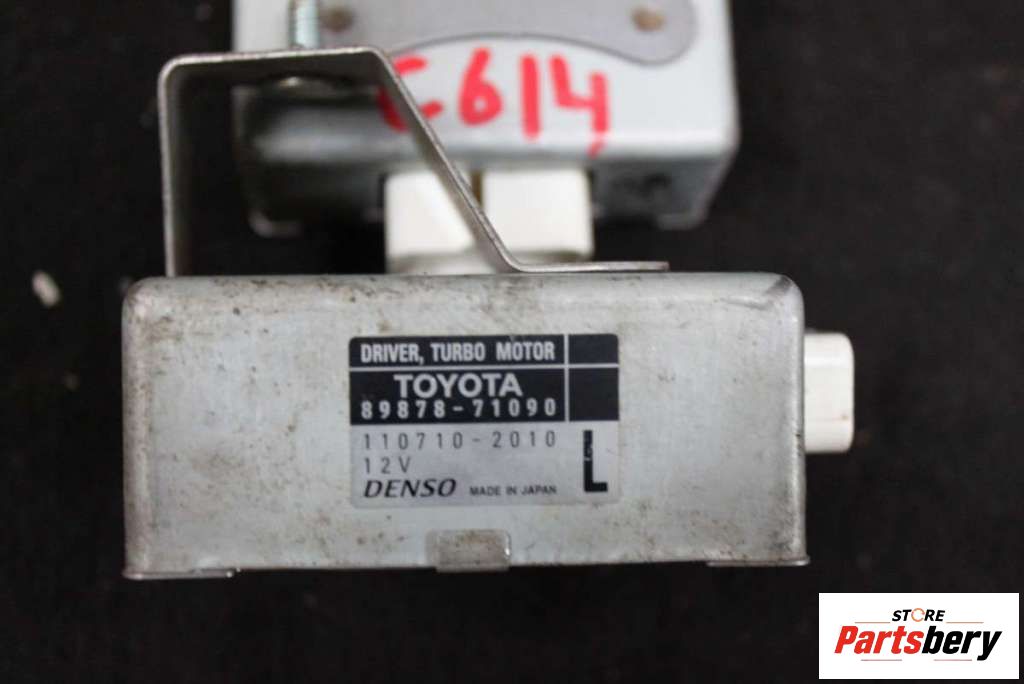 C614
DRIVER, TURBO MOTOR
TOYOTA
89878-71090
110710-2010
12V
L
DENSO MADE IN JAPAN
STORE
Partsbery